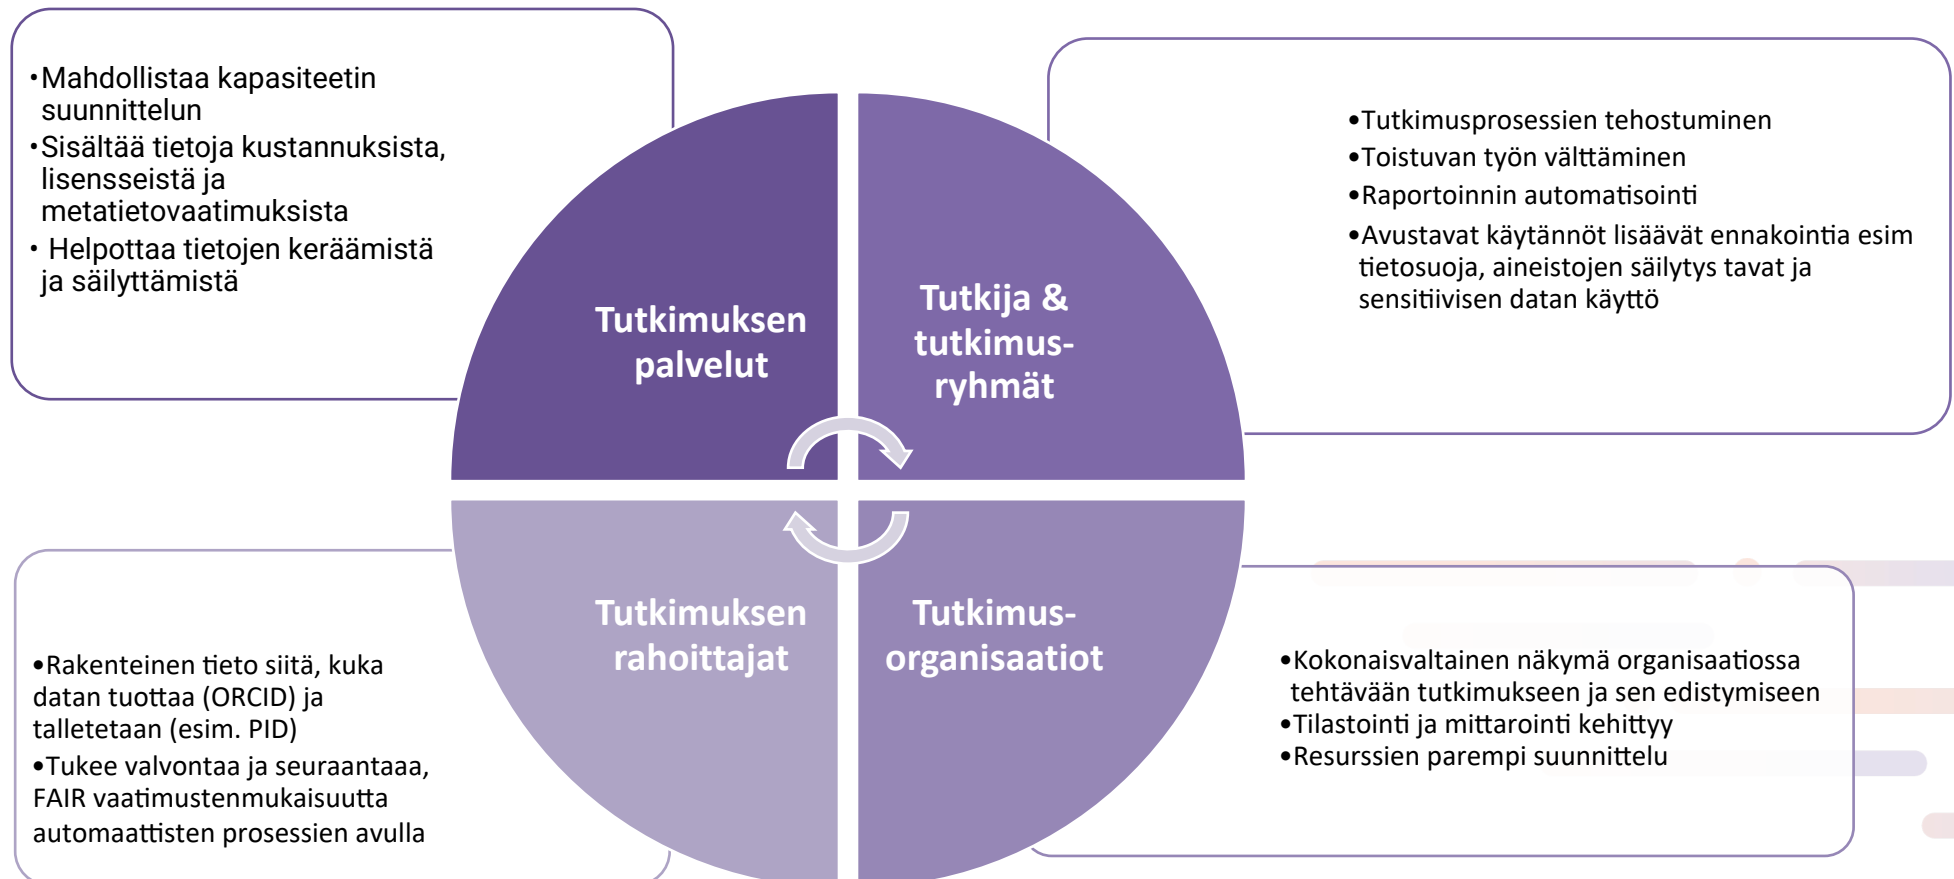 •Mahdollistaa kapasiteetin
suunnittelun
•Sisältää tietoja kustannuksista,
lisensseistä ja
metatietovaatimuksista
• Helpottaa tietojen keräämistä
ja säilyttämistä
Tutkimuksen
palvelut
•Tutkimusprosessien tehostuminen
•Toistuvan työn välttäminen
•Raportoinnin automatisointi
•Avustavat käytännöt lisäävät ennakointia esim
tietosuoja, aineistojen säilytys tavat ja
sensitiivisen datan käyttö
Tutkija &
tutkimus-
ryhmät
•Rakenteinen tieto siitä, kuka
datan tuottaa (ORCID) ja
talletetaan (esim. PID)
•Tukee valvontaa ja seuraantaaa,
FAIR vaatimustenmukaisuutta
automaattisten prosessien avulla
Tutkimuksen
rahoittajat
Tutkimus-
organisaatiot
•Kokonaisvaltainen näkymä organisaatiossa
tehtävään tutkimukseen ja sen edistymiseen
•Tilastointi ja mittarointi kehittyy
•Resurssien parempi suunnittelu